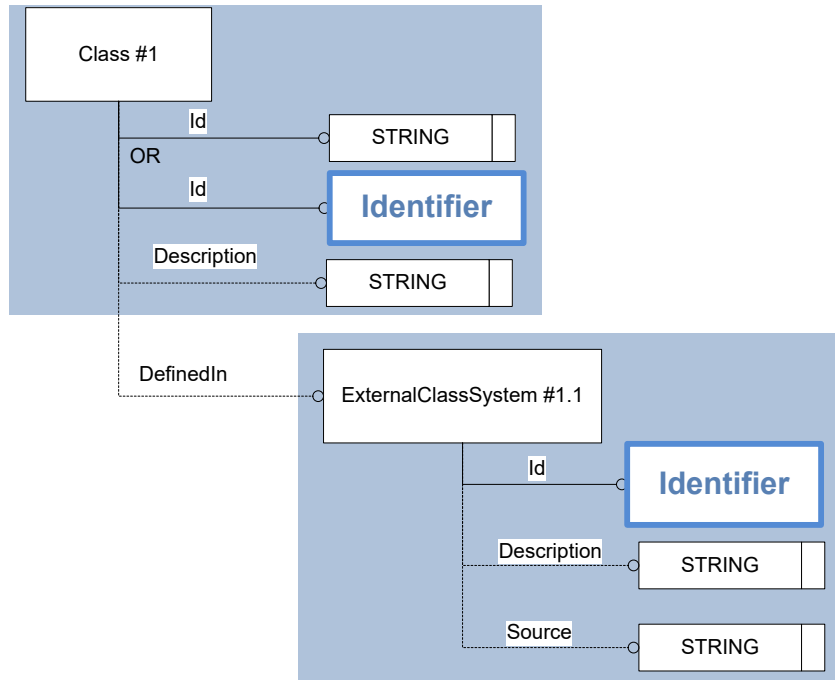 Class #1
Id
STRING
OR
Id
Identifier
Description
STRING
DefinedIn
ExternalClassSystem #1.1
Id
Identifier
Description
STRING
Source
STRING